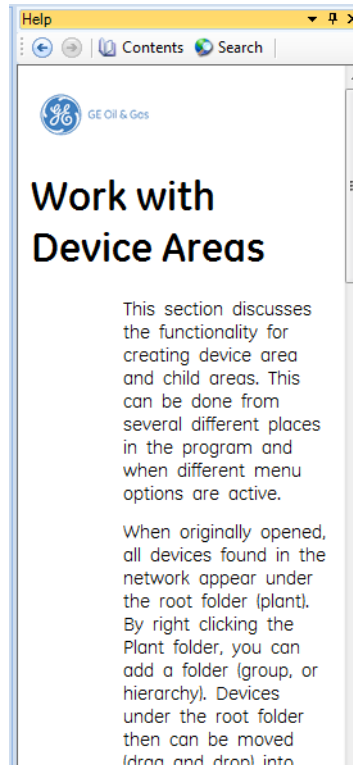 Help
Contents Search
GE Oil & Gas
Work with
Device Areas
This section discusses
the functionality for
creating device area
and child areas. This
can be done from
several different places
in the program and
when different menu
options are active.
When originally opened,
all devices found in the
network appear under
the root folder (plant).
By right clicking the
Plant folder, you can
add a folder (group, or
hierarchy). Devices
under the root folder
then can be moved
(drag and drop) into